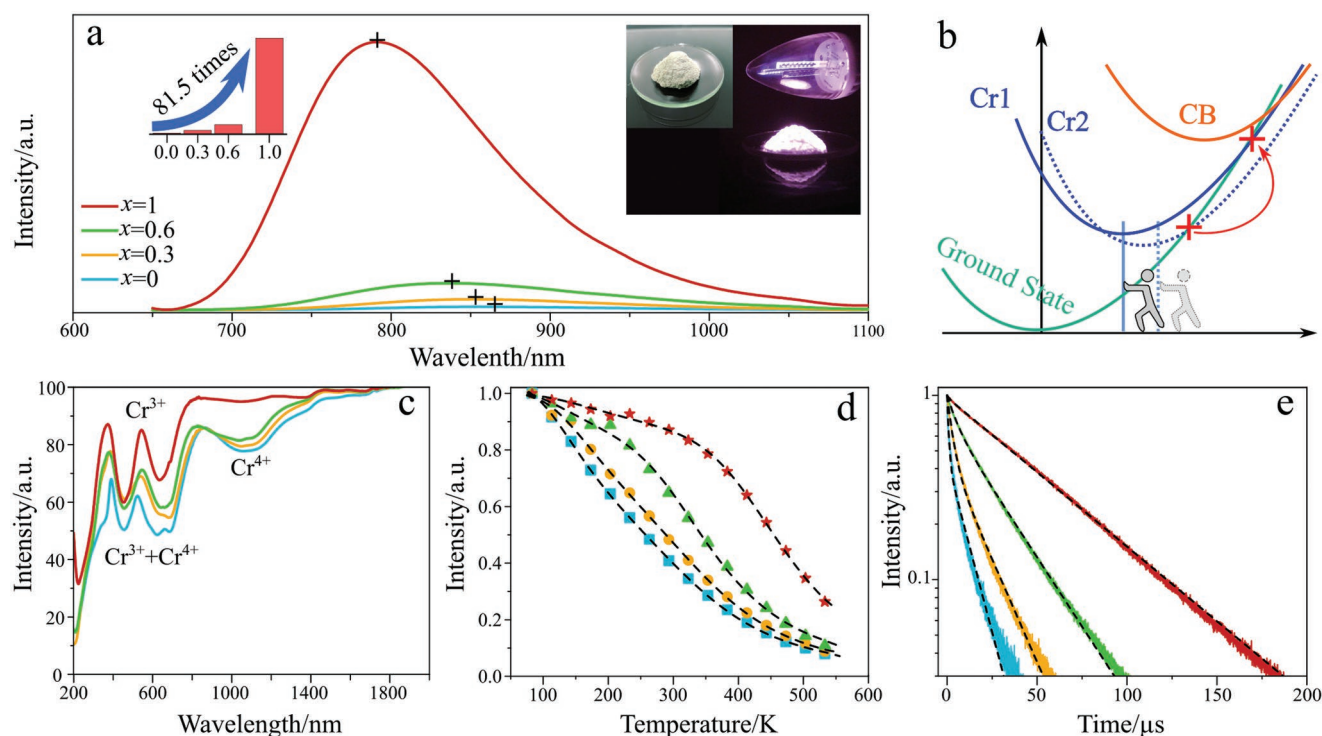 a
81.5 times
0.0 0.3 0.6 1.0
x=1
x=0.6
x=0.3
x=0
Intensity/a.u.
600 700 800 900 1000 1100
Wavelenth/nm
b
Cr1
Cr2
CB
Ground State
c
100
80
60
40
20
0
Cr3+
Cr4+
Cr3++Cr4+
Intensity/a.u.
200 600 1000 1400 1800
Wavelength/nm
d
1.0
0.8
0.6
0.4
0.2
0.0
Intensity/a.u.
100 200 300 400 500 600
Temperature/K
e
1
0.1
Intensity/a.u.
0 50 100 150 200
Time/μs